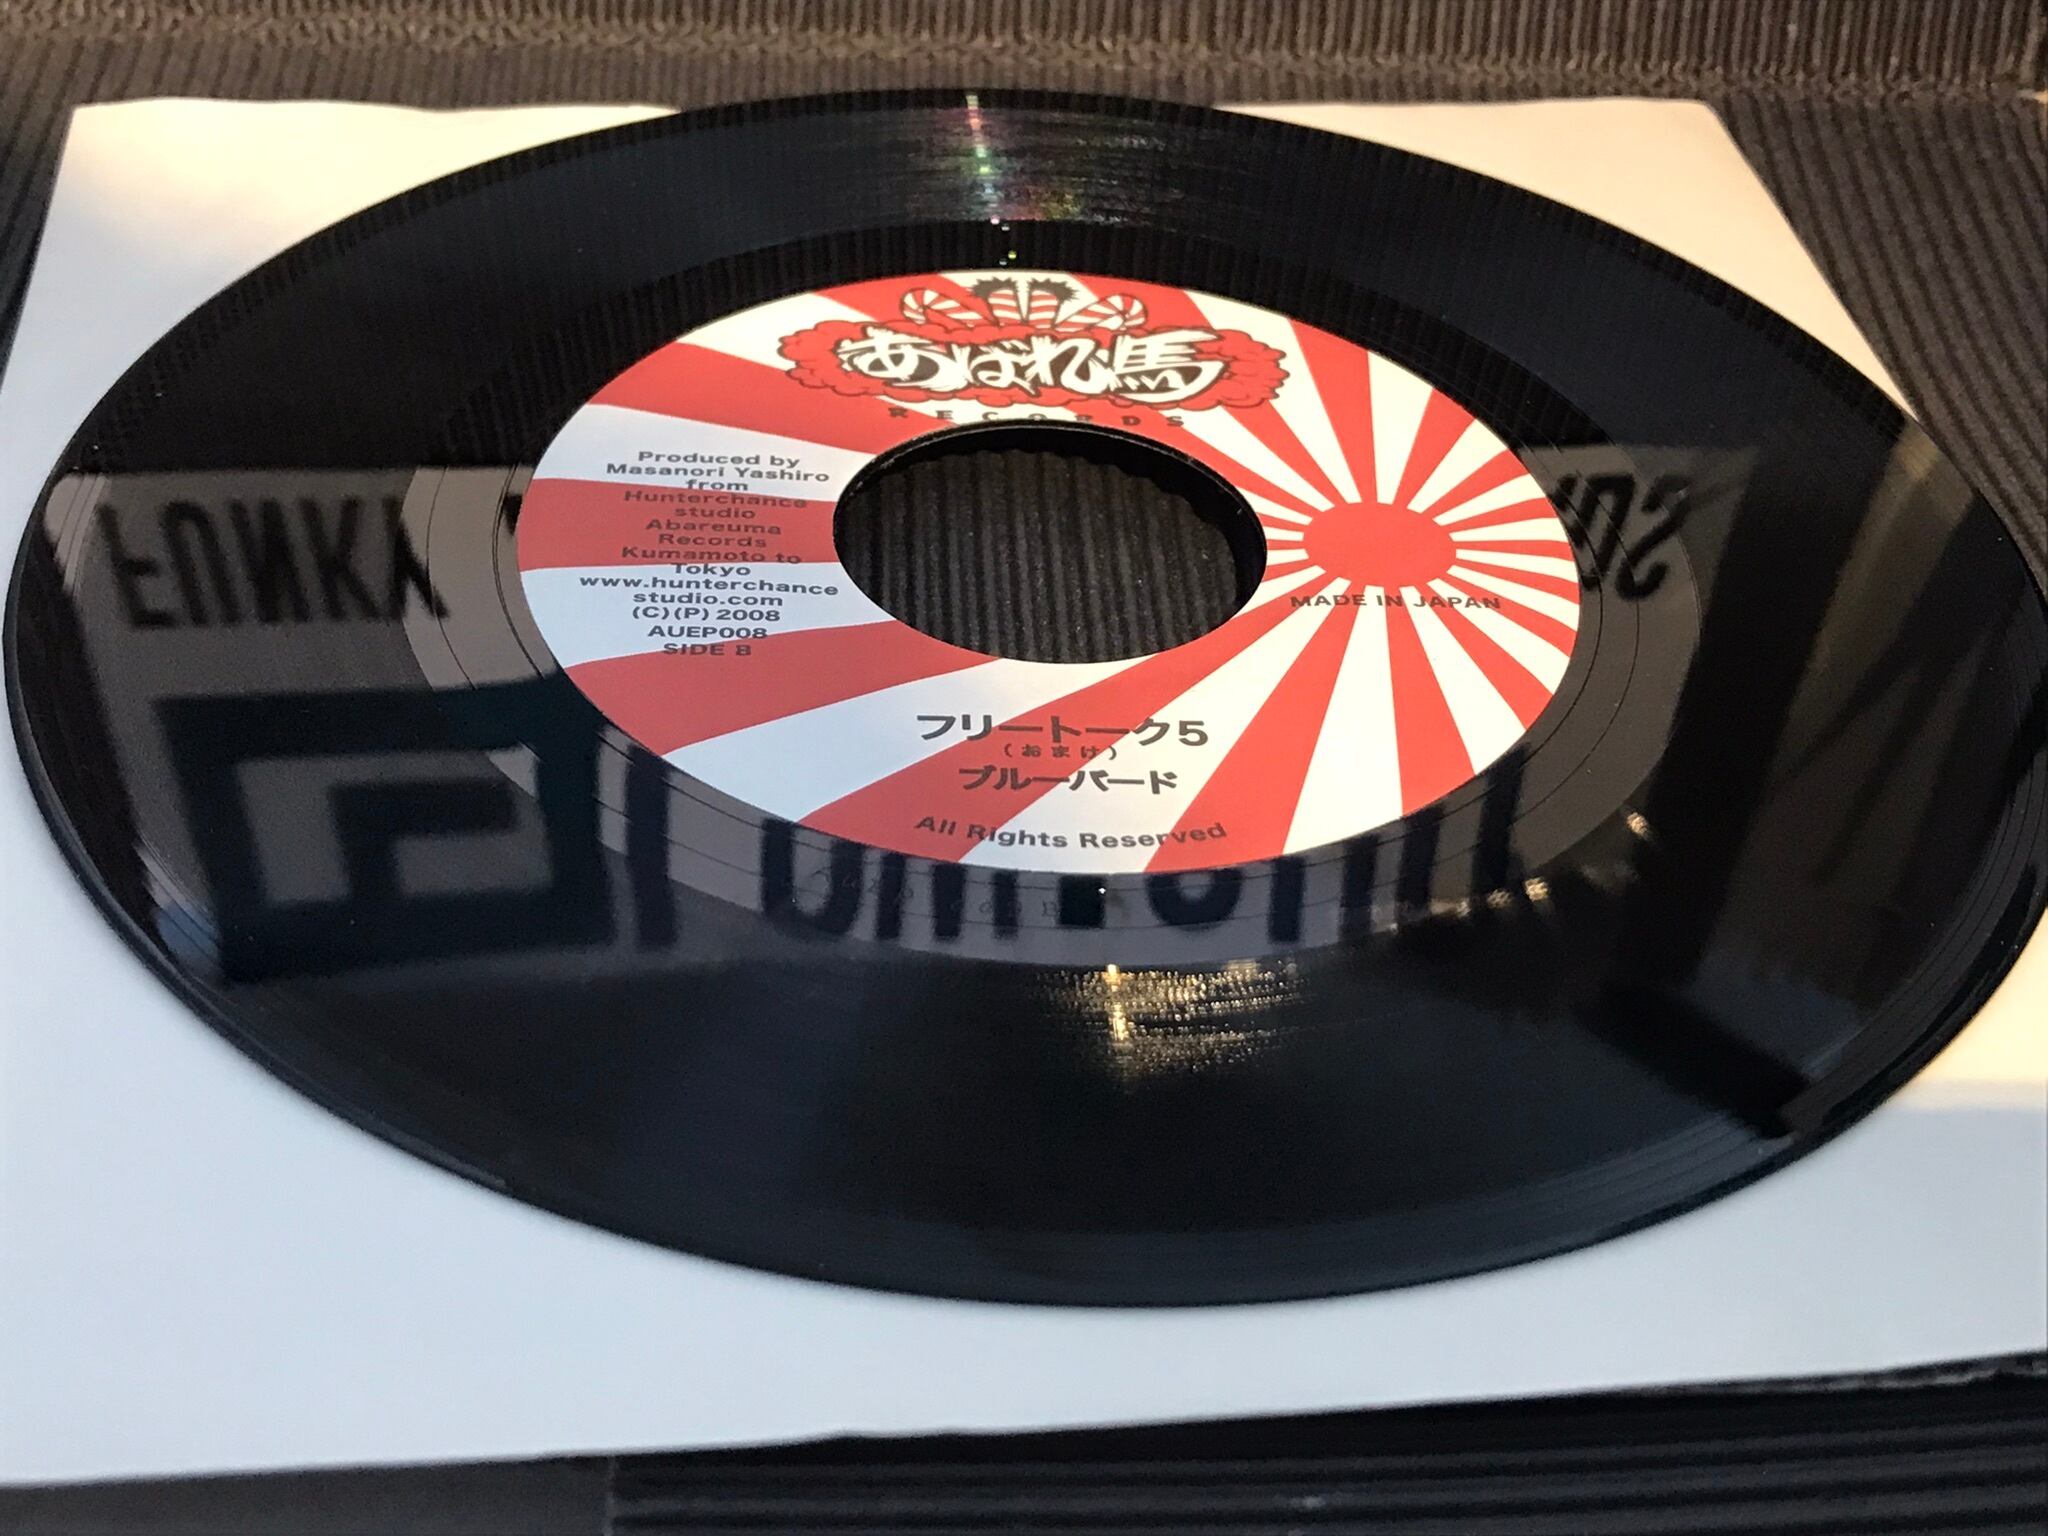 あばれ馬
RECORDS
Produced by
Masanori Yashiro
from
Hunterchance
studio
Abareuma
Records
Kumamoto to
Tokyo
www.hunterchance
studio.com
(C)(P) 2008
AUEP008
SIDE B
MADE IN JAPAN
フリートーク5
(おまけ)
ブルーバード
All Rights Reserved
FUNKY